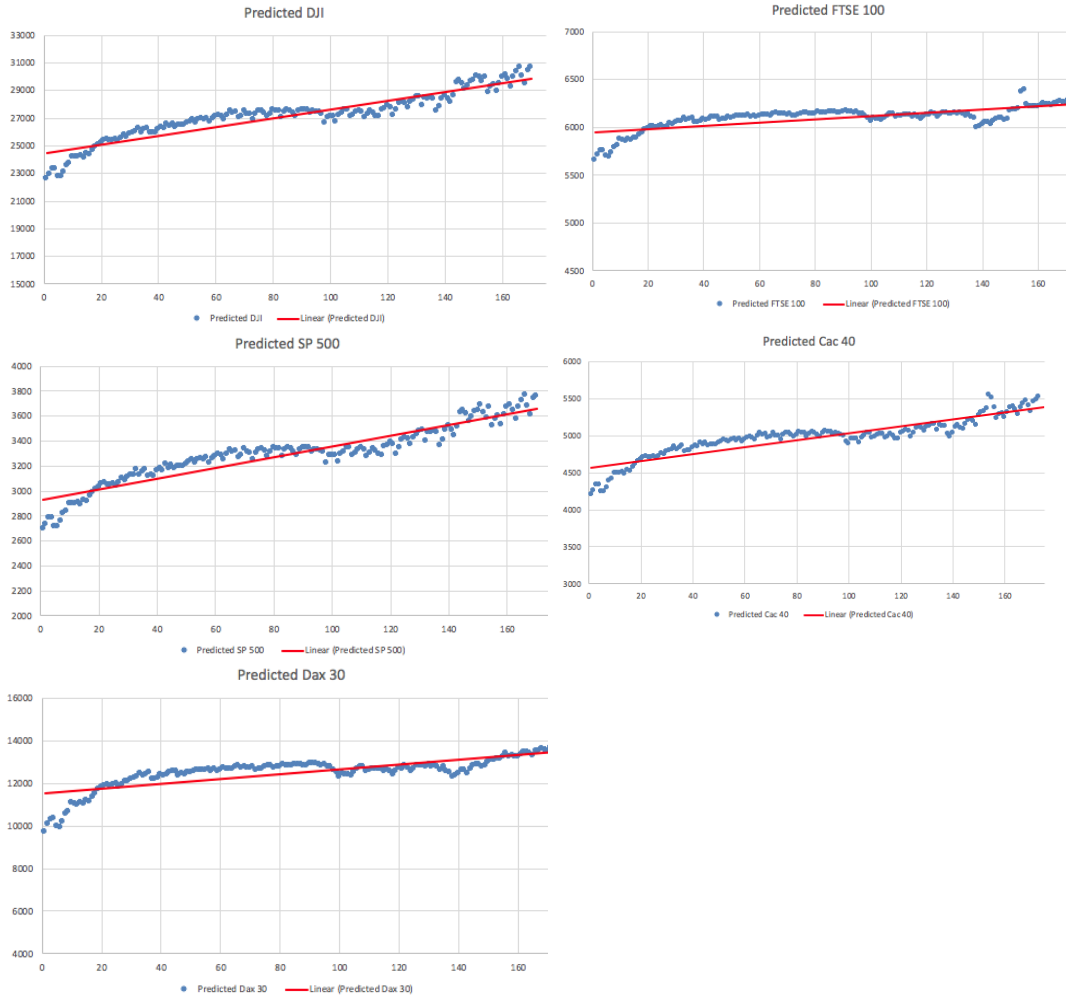 Predicted DJI
33000
31000
29000
27000
25000
23000
21000
19000
17000
15000
0 20 40 60 80 100 120 140 160
Predicted DJI Linear (Predicted DJI)
Predicted FTSE 100
7000
6500
6000
5500
5000
4500
0 20 40 60 80 100 120 140 160
Predicted FTSE 100 Linear (Predicted FTSE 100)
Predicted SP 500
4000
3800
3600
3400
3200
3000
2800
2600
2400
2200
2000
0 20 40 60 80 100 120 140 160
Predicted SP 500 Linear (Predicted SP 500)
Predicted Cac 40
6000
5500
5000
4500
4000
3500
3000
0 20 40 60 80 100 120 140 160
Predicted Cac 40 Linear (Predicted Cac 40)
Predicted Dax 30
16000
14000
12000
10000
8000
6000
4000
0 20 40 60 80 100 120 140 160
Predicted Dax 30 Linear (Predicted Dax 30)